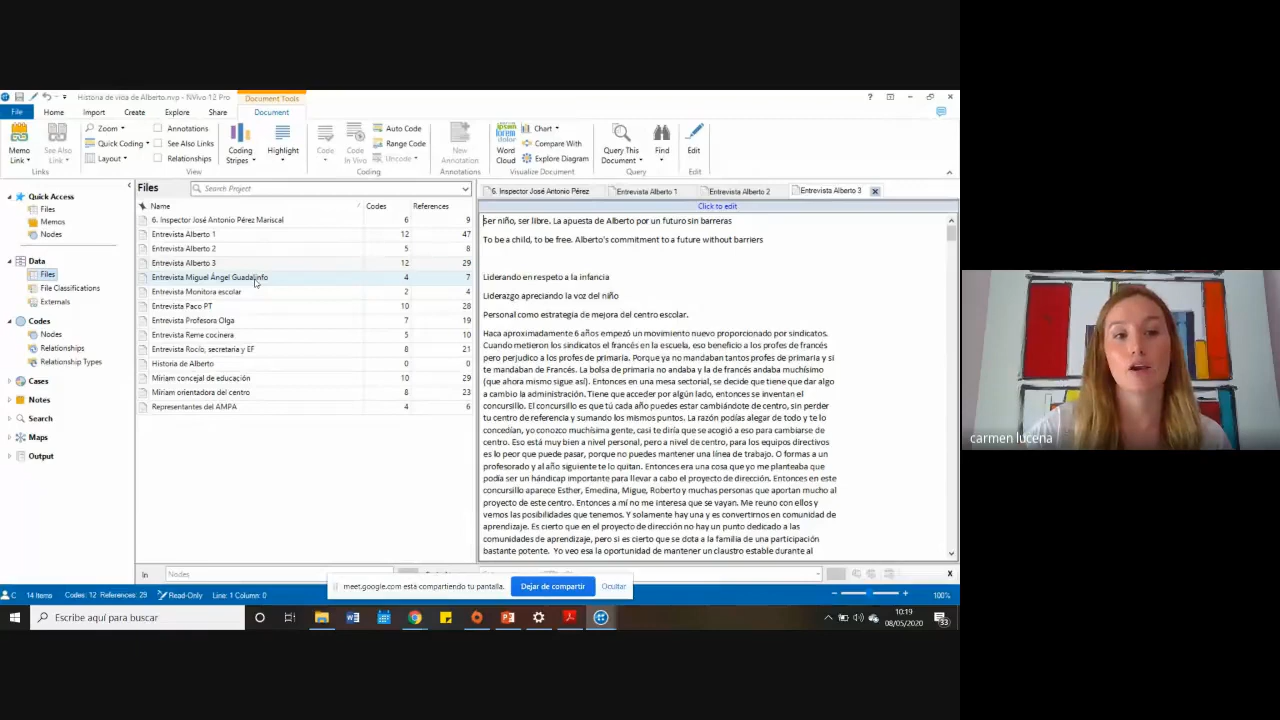 Historia de vida de Alberto.nvp - NVivo 12 Pro
Document Tools
File Home Import Create Explore Share Document
Memo Link
See Also Link
Links
Zoom
Quick Coding
Layout
Annotations
See Also Links
Relationships
View
Coding Stripes
Highlight
Code
Code In Vivo
Auto Code
Range Code
Uncode
Coding
New Annotation
Annotations
Word Cloud
Chart
Compare With
Explore Diagram
Visualize Document
Query This Document
Find
Query
Edit
Edit
Quick Access
Files
Memos
Nodes
Data
Files
File Classifications
Externals
Codes
Nodes
Relationships
Relationship Types
Cases
Notes
Search
Maps
Output
Files
Search Project
Name Codes References
6. Inspector José Antonio Pérez Mariscal 6 9
Entrevista Alberto 1 12 47
Entrevista Alberto 2 5 8
Entrevista Alberto 3 12 29
Entrevista Miguel Ángel Guadalinfo 4 7
Entrevista Monitora escolar 2 4
Entrevista Paco PT 10 28
Entrevista Profesora Olga 7 19
Entrevista Reme cocinera 5 10
Entrevista Rocío, secretaria y EF 8 21
Historia de Alberto 0 0
Miriam concejal de educación 10 29
Miriam orientadora del centro 8 23
Representantes del AMPA 4 6
6. Inspector José Antonio Pérez
Entrevista Alberto 1
Entrevista Alberto 2
Entrevista Alberto 3
Click to edit
Ser niño, ser libre. La apuesta de Alberto por un futuro sin barreras
To be a child, to be free. Alberto's commitment to a future without barriers
Liderando en respeto a la infancia
Liderazgo apreciando la voz del niño
Personal como estrategia de mejora del centro escolar.
Haca aproximadamente 6 años empezó un movimiento nuevo proporcionado por sindicatos.
Cuando metieron los sindicatos el francés en la escuela, eso beneficio a los profes de francés
pero perjudico a los profes de primaria. Porque ya no mandaban tantos profes de primaria y si
te mandaban de Francés. La bolsa de primaria no andaba y la de francés andaba muchísimo
(que ahora mismo sigue así). Entonces en una mesa sectorial, se decide que tiene que dar algo
a cambio la administración. Tiene que acceder por algún lado, entonces se inventan el
concursillo. El concursillo es que tú cada año puedes estar cambiándote de centro, sin perder
tu centro de referencia y sumando los mismos puntos. La razón podías alegar de todo y te lo
concedían, yo conozco muchísima gente, casi te diría que se acogió a eso para cambiarse de
centro. Eso está muy bien a nivel personal, pero a nivel de centro, para los equipos directivos
es lo peor que puede pasar, porque no puedes mantener una línea de trabajo. O formas a un
profesorado y al año siguiente te lo quitan. Entonces era una cosa que yo me planteaba que
podía ser un hándicap importante para llevar a cabo el proyecto de dirección. Entonces en este
concursillo aparece Esther, Emedina, Migue, Roberto y muchas personas que aportan mucho al
proyecto de este centro. Entonces a mí no me interesa que se vayan. Me reuno con ellos y
vemos las posibilidades que tenemos. Y solamente hay una y es convertirnos en comunidad de
aprendizaje. Es cierto que en el proyecto de dirección no hay un punto dedicado a las
comunidades de aprendizaje, pero si es cierto que se dota a la familia de una participación
bastante potente. Yo veo esa la oportunidad de mantener un claustro estable durante al
carmen lucena
In Nodes
meet.google.com está compartiendo tu pantalla.
Dejar de compartir
Ocultar
C 14 Items Codes: 12 References: 29 Read-Only Line: 1 Column: 0
100%
Escribe aquí para buscar
10:19
08/05/2020
33